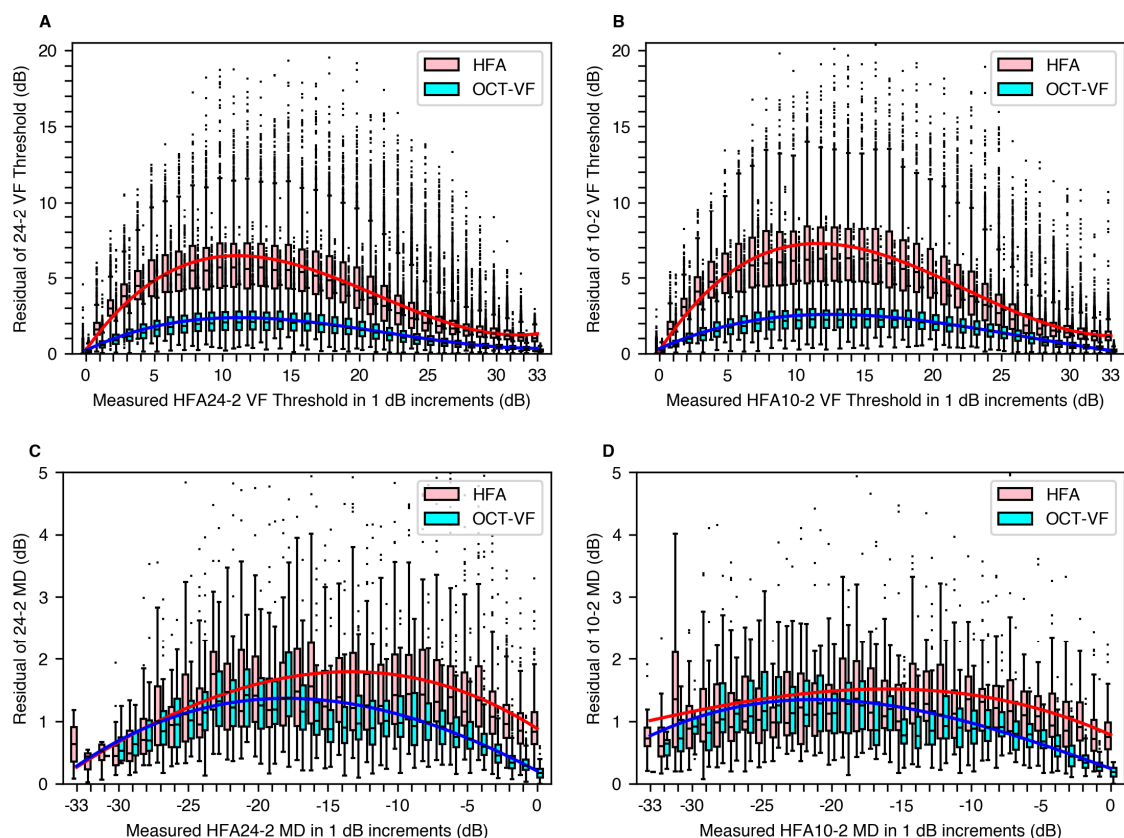 A
B
20
15
10
5
0
Residual of 24-2 VF Threshold (dB)
HFA
OCT-VF
0 5 10 15 20 25 30 33
Measured HFA24-2 VF Threshold in 1 dB increments (dB)
20
15
10
5
0
Residual of 10-2 VF Threshold (dB)
HFA
OCT-VF
0 5 10 15 20 25 30 33
Measured HFA10-2 VF Threshold in 1 dB increments (dB)
C
D
5
4
3
2
1
0
Residual of 24-2 MD (dB)
HFA
OCT-VF
-33 -30 -20 -10 -5 0
Measured HFA24-2 MD in 1 dB increments (dB)
5
4
3
2
1
0
Residual of 10-2 MD (dB)
HFA
OCT-VF
-33 -30 -20 -10 -5 0
Measured HFA10-2 MD in 1 dB increments (dB)